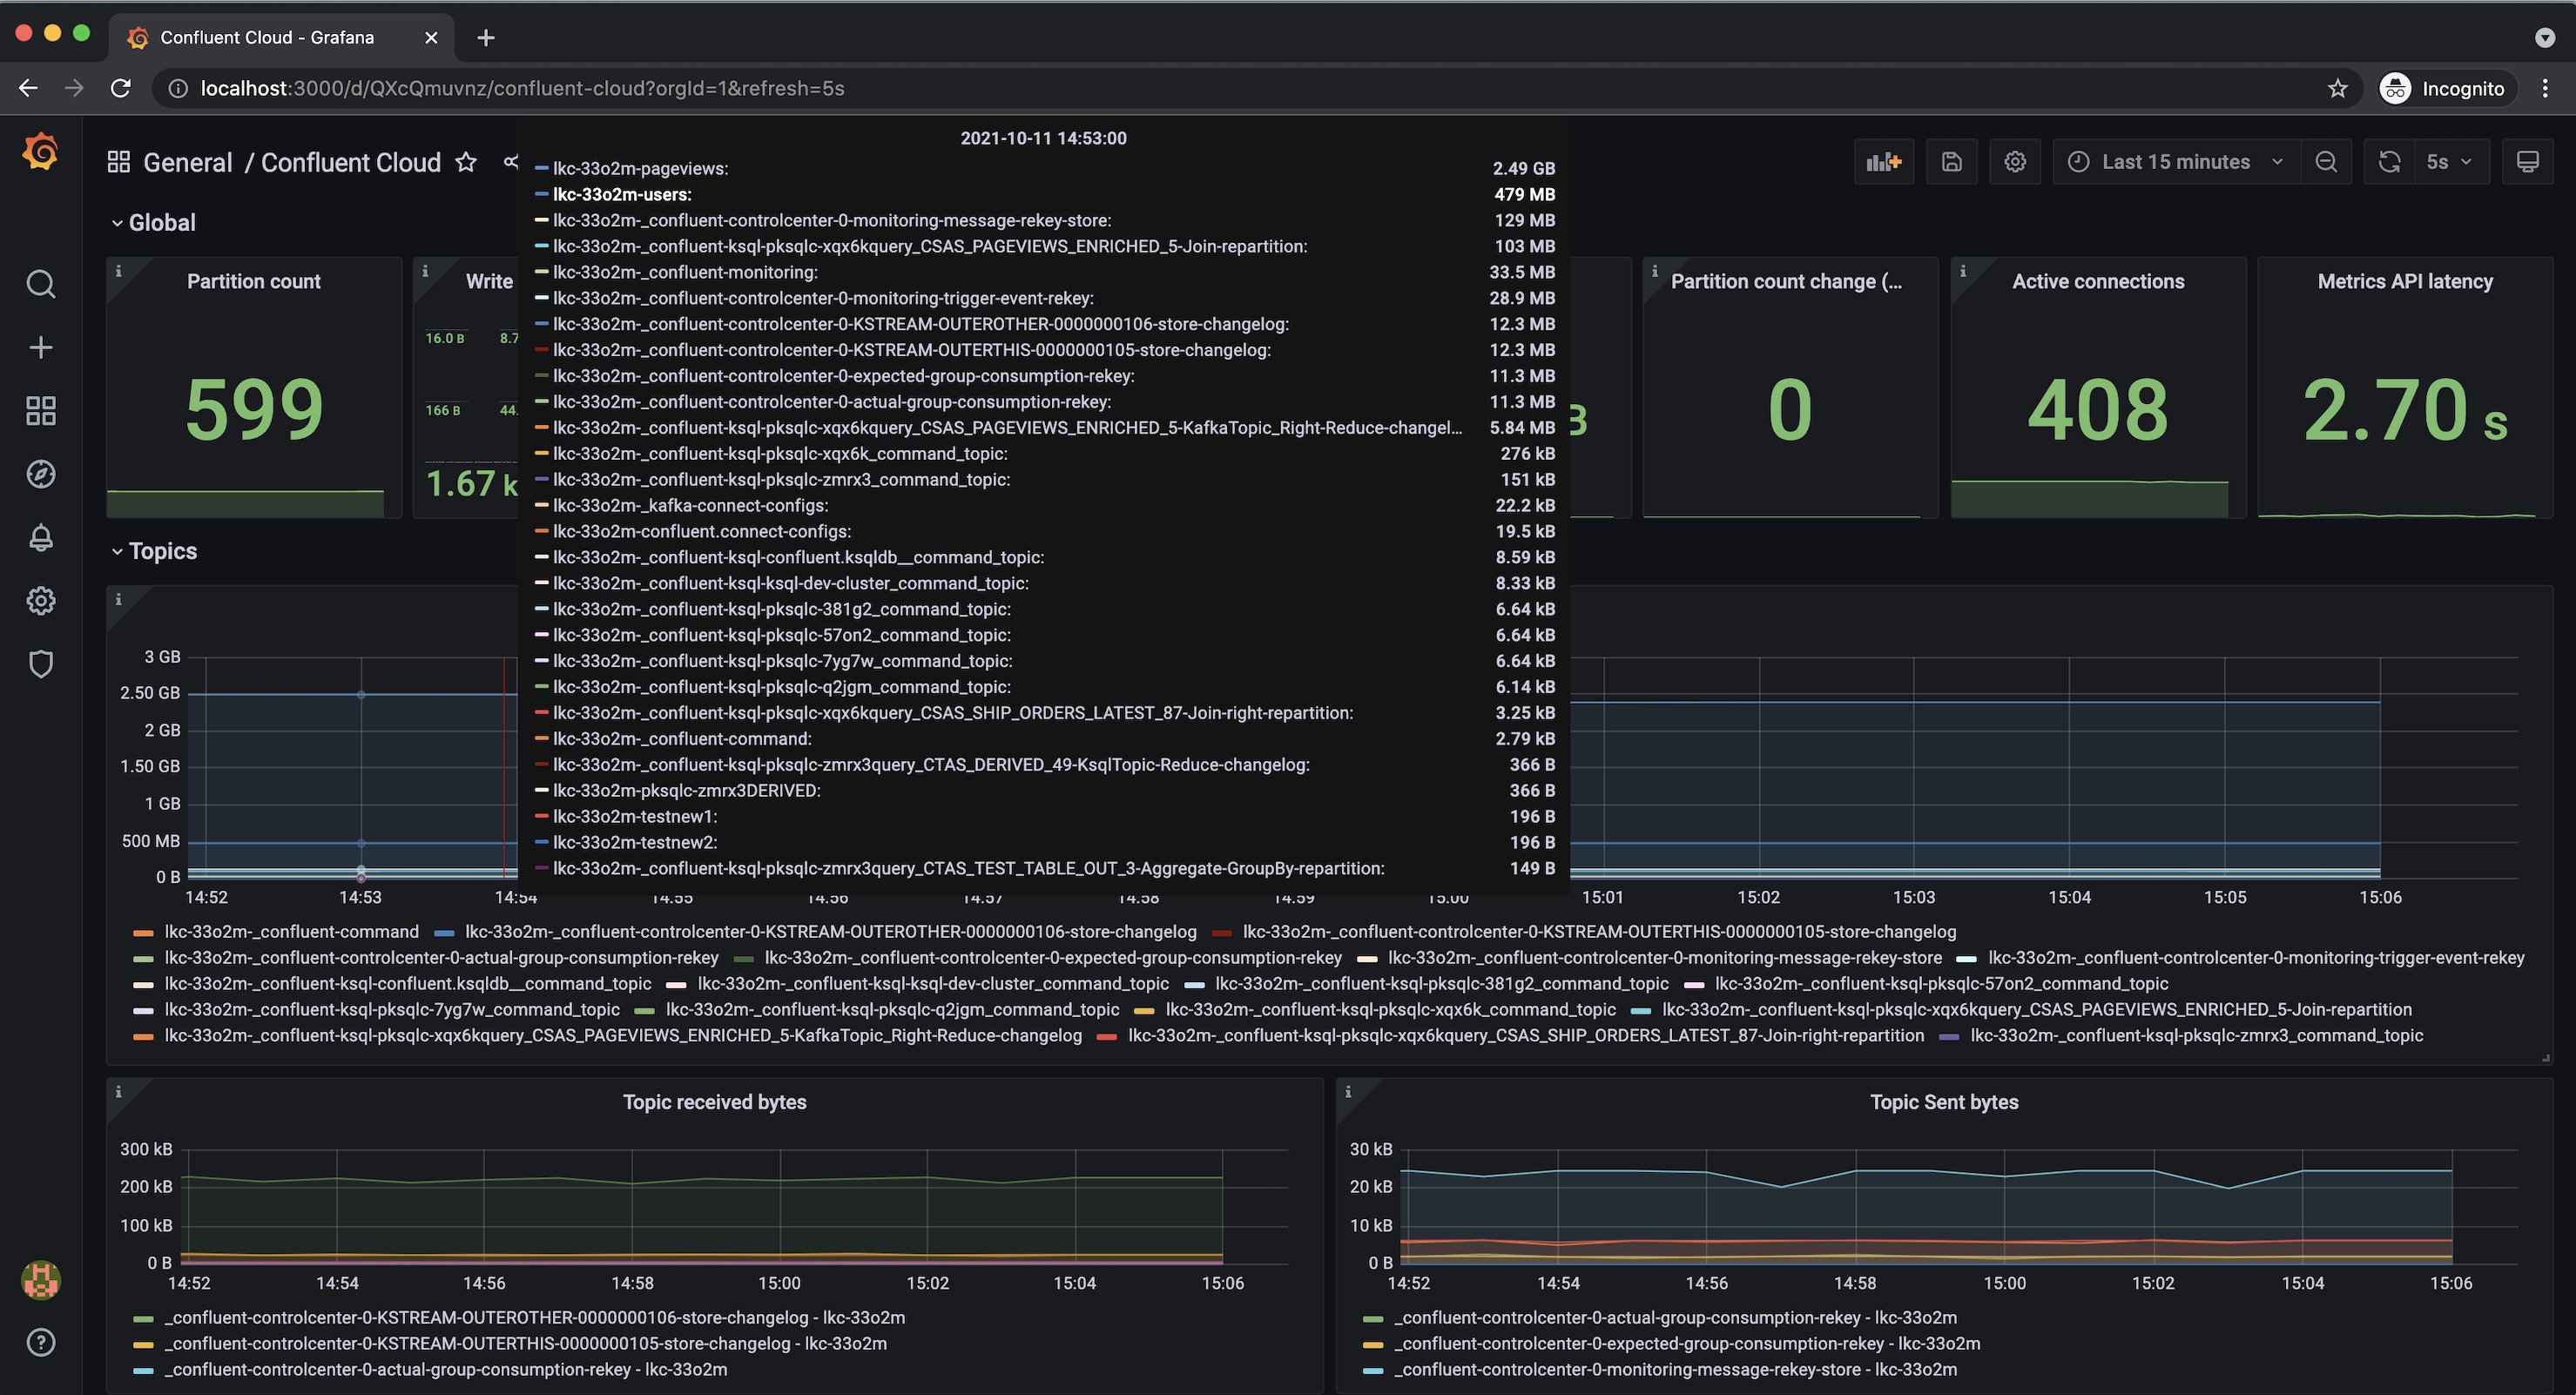 Confluent Cloud - Grafana
localhost:3000/d/QXcQmuvnz/confluent-cloud?orgId=1&refresh=5s
Incognito
General / Confluent Cloud
Last 15 minutes
5s
2021-10-11 14:53:00
lkc-33o2m-pageviews: 2.49 GB
lkc-33o2m-users: 479 MB
lkc-33o2m-_confluent-controlcenter-0-monitoring-message-rekey-store: 129 MB
lkc-33o2m-_confluent-ksql-pksqlc-xqx6kquery_CSAS_PAGEVIEWS_ENRICHED_5-Join-repartition: 103 MB
lkc-33o2m-_confluent-monitoring: 33.5 MB
lkc-33o2m-_confluent-controlcenter-0-monitoring-trigger-event-rekey: 28.9 MB
lkc-33o2m-_confluent-controlcenter-0-KSTREAM-OUTEROTHER-0000000106-store-changelog: 12.3 MB
lkc-33o2m-_confluent-controlcenter-0-KSTREAM-OUTERTHIS-0000000105-store-changelog: 12.3 MB
lkc-33o2m-_confluent-controlcenter-0-expected-group-consumption-rekey: 11.3 MB
lkc-33o2m-_confluent-controlcenter-0-actual-group-consumption-rekey: 11.3 MB
lkc-33o2m-_confluent-ksql-pksqlc-xqx6kquery_CSAS_PAGEVIEWS_ENRICHED_5-KafkaTopic_Right-Reduce-changel... 5.84 MB
lkc-33o2m-_confluent-ksql-pksqlc-xqx6k_command_topic: 276 kB
lkc-33o2m-_confluent-ksql-pksqlc-zmrx3_command_topic: 151 kB
lkc-33o2m-_kafka-connect-configs: 22.2 kB
lkc-33o2m-confluent.connect-configs: 19.5 kB
lkc-33o2m-_confluent-ksql-confluent.ksqldb__command_topic: 8.59 kB
lkc-33o2m-_confluent-ksql-ksql-dev-cluster_command_topic: 8.33 kB
lkc-33o2m-_confluent-ksql-pksqlc-381g2_command_topic: 6.64 kB
lkc-33o2m-_confluent-ksql-pksqlc-57on2_command_topic: 6.64 kB
lkc-33o2m-_confluent-ksql-pksqlc-7yg7w_command_topic: 6.64 kB
lkc-33o2m-_confluent-ksql-pksqlc-q2jgm_command_topic: 6.14 kB
lkc-33o2m-_confluent-ksql-pksqlc-xqx6kquery_CSAS_SHIP_ORDERS_LATEST_87-Join-right-repartition: 3.25 kB
lkc-33o2m-_confluent-command: 2.79 kB
lkc-33o2m-_confluent-ksql-pksqlc-zmrx3query_CTAS_DERIVED_49-KsqlTopic-Reduce-changelog: 366 B
lkc-33o2m-pksqlc-zmrx3DERIVED: 366 B
lkc-33o2m-testnew1: 196 B
lkc-33o2m-testnew2: 196 B
lkc-33o2m-_confluent-ksql-pksqlc-zmrx3query_CTAS_TEST_TABLE_OUT_3-Aggregate-GroupBy-repartition: 149 B
Global
Partition count
599
Write
16.0 B 8.7
166 B 44.
1.67 k
B
Partition count change (...
0
Active connections
408
Metrics API latency
2.70 s
Topics
3 GB
2.50 GB
2 GB
1.50 GB
1 GB
500 MB
0 B
14:52 14:53 14:54 14:55 14:56 14:57 14:58 14:59 15:00 15:01 15:02 15:03 15:04 15:05 15:06
lkc-33o2m-_confluent-command lkc-33o2m-_confluent-controlcenter-0-KSTREAM-OUTEROTHER-0000000106-store-changelog lkc-33o2m-_confluent-controlcenter-0-KSTREAM-OUTERTHIS-0000000105-store-changelog
lkc-33o2m-_confluent-controlcenter-0-actual-group-consumption-rekey lkc-33o2m-_confluent-controlcenter-0-expected-group-consumption-rekey lkc-33o2m-_confluent-controlcenter-0-monitoring-message-rekey-store lkc-33o2m-_confluent-controlcenter-0-monitoring-trigger-event-rekey
lkc-33o2m-_confluent-ksql-confluent.ksqldb__command_topic lkc-33o2m-_confluent-ksql-ksql-dev-cluster_command_topic lkc-33o2m-_confluent-ksql-pksqlc-381g2_command_topic lkc-33o2m-_confluent-ksql-pksqlc-57on2_command_topic
lkc-33o2m-_confluent-ksql-pksqlc-7yg7w_command_topic lkc-33o2m-_confluent-ksql-pksqlc-q2jgm_command_topic lkc-33o2m-_confluent-ksql-pksqlc-xqx6k_command_topic lkc-33o2m-_confluent-ksql-pksqlc-xqx6kquery_CSAS_PAGEVIEWS_ENRICHED_5-Join-repartition
lkc-33o2m-_confluent-ksql-pksqlc-xqx6kquery_CSAS_PAGEVIEWS_ENRICHED_5-KafkaTopic_Right-Reduce-changelog lkc-33o2m-_confluent-ksql-pksqlc-xqx6kquery_CSAS_SHIP_ORDERS_LATEST_87-Join-right-repartition lkc-33o2m-_confluent-ksql-pksqlc-zmrx3_command_topic
Topic received bytes
300 kB
200 kB
100 kB
0 B
14:52 14:54 14:56 14:58 15:00 15:02 15:04 15:06
_confluent-controlcenter-0-KSTREAM-OUTEROTHER-0000000106-store-changelog - lkc-33o2m
_confluent-controlcenter-0-KSTREAM-OUTERTHIS-0000000105-store-changelog - lkc-33o2m
_confluent-controlcenter-0-actual-group-consumption-rekey - lkc-33o2m
Topic Sent bytes
30 kB
20 kB
10 kB
0 B
14:52 14:54 14:56 14:58 15:00 15:02 15:04 15:06
_confluent-controlcenter-0-actual-group-consumption-rekey - lkc-33o2m
_confluent-controlcenter-0-expected-group-consumption-rekey - lkc-33o2m
_confluent-controlcenter-0-monitoring-message-rekey-store - lkc-33o2m